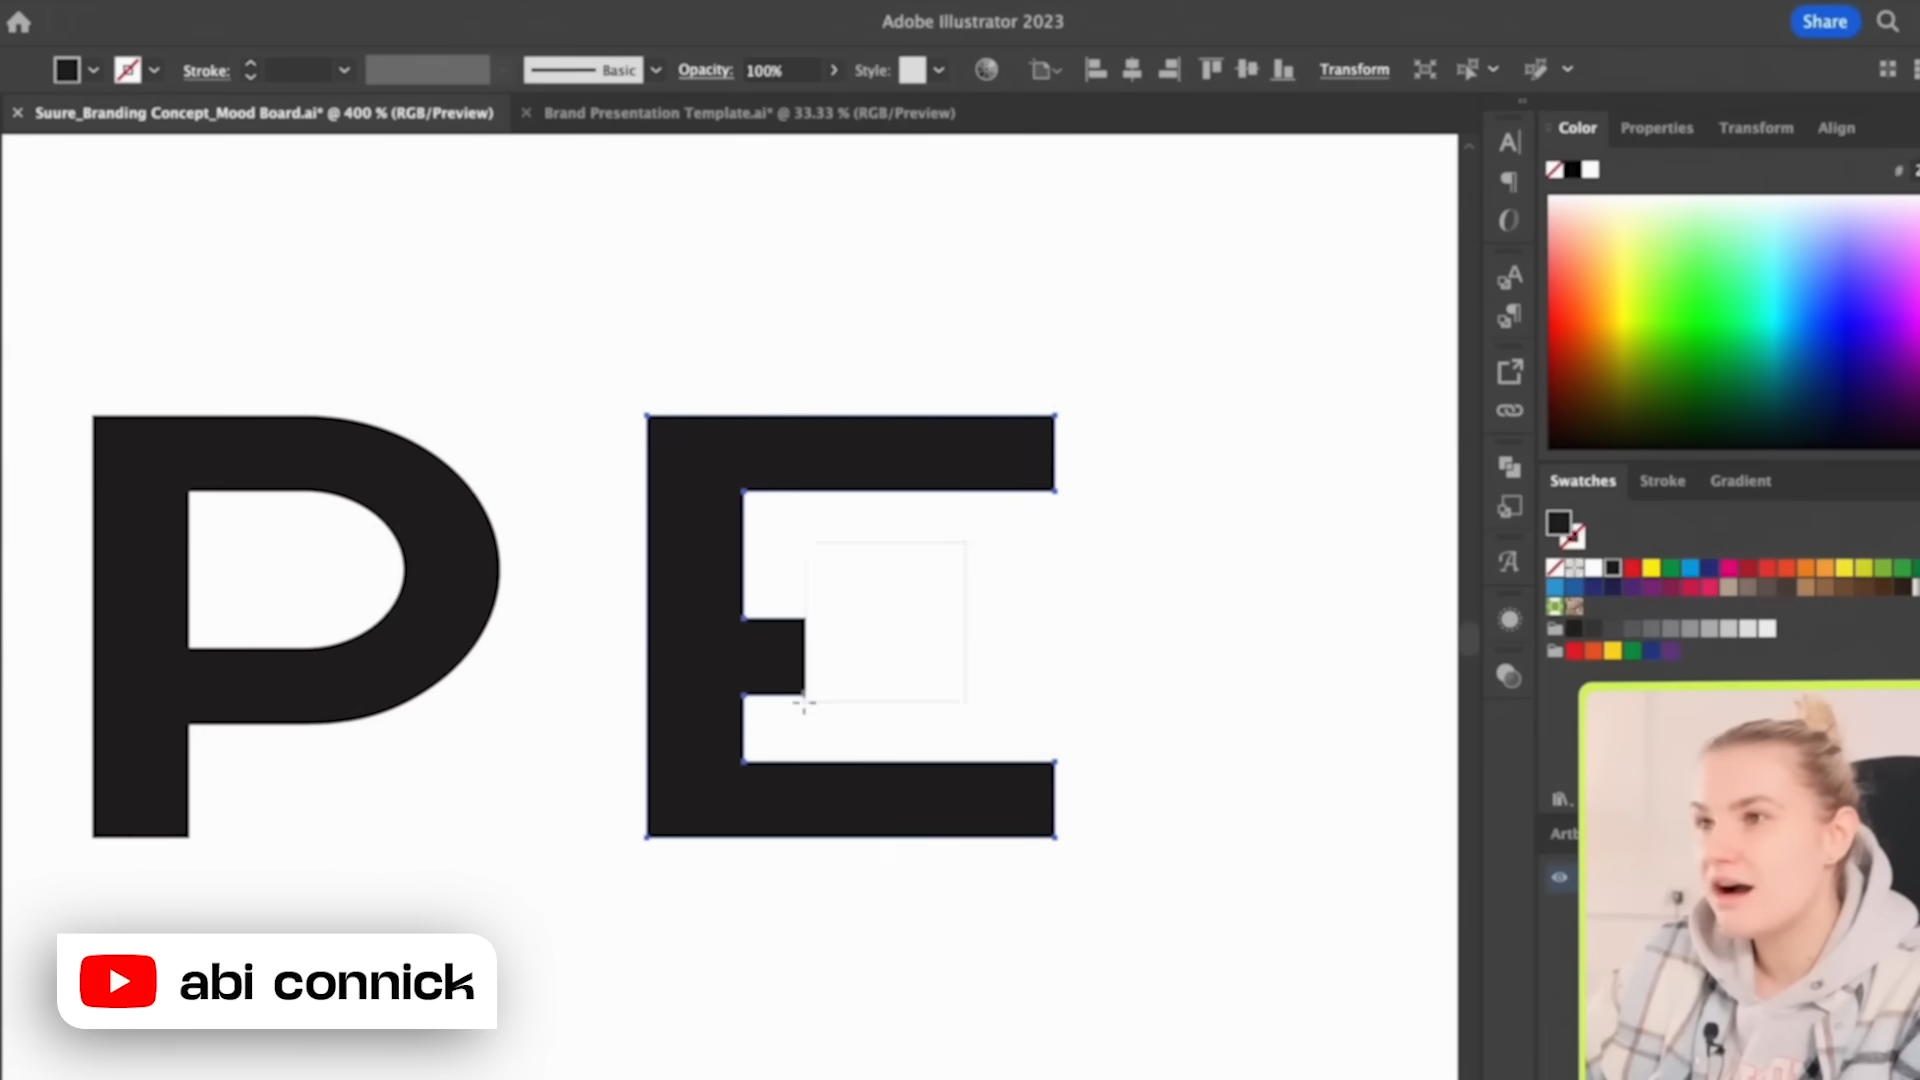 Adobe Illustrator 2023
Share
Stroke:
Basic
Opacity: 100%
Style:
Transform
× Suure_Branding Concept_Mood Board.ai* @ 400 % (RGB/Preview)
× Brand Presentation Template.ai* @ 33.33 % (RGB/Preview)
Color Properties Transform Align
#
Swatches Stroke Gradient
PE
abi connick